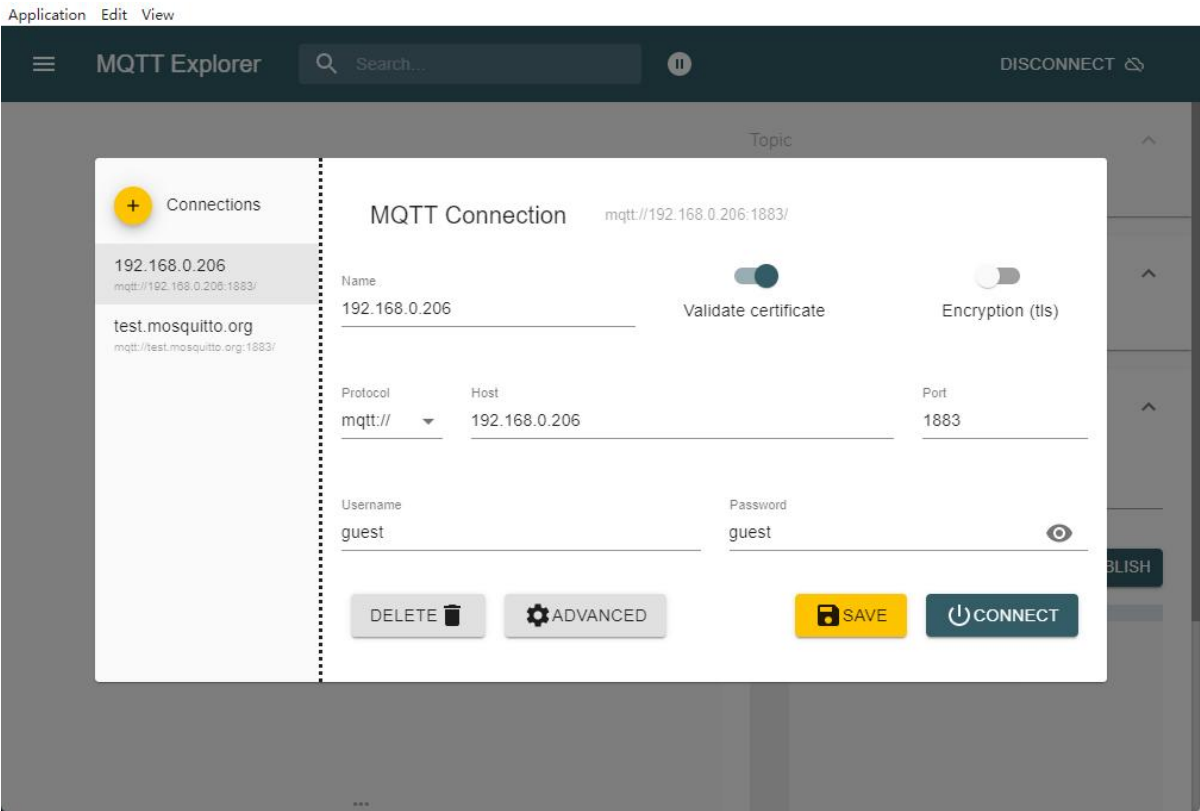 Application Edit View
MQTT Explorer Search... DISCONNECT
Topic
Connections
192.168.0.206
mqtt://192.168.0.206:1883/
test.mosquitto.org
mqtt://test.mosquitto.org:1883/
MQTT Connection mqtt://192.168.0.206:1883/
Name
192.168.0.206
Validate certificate
Encryption (tls)
Protocol Host Port
mqtt:// 192.168.0.206 1883
Username Password
guest guest
DELETE ADVANCED SAVE CONNECT
BLISH
...